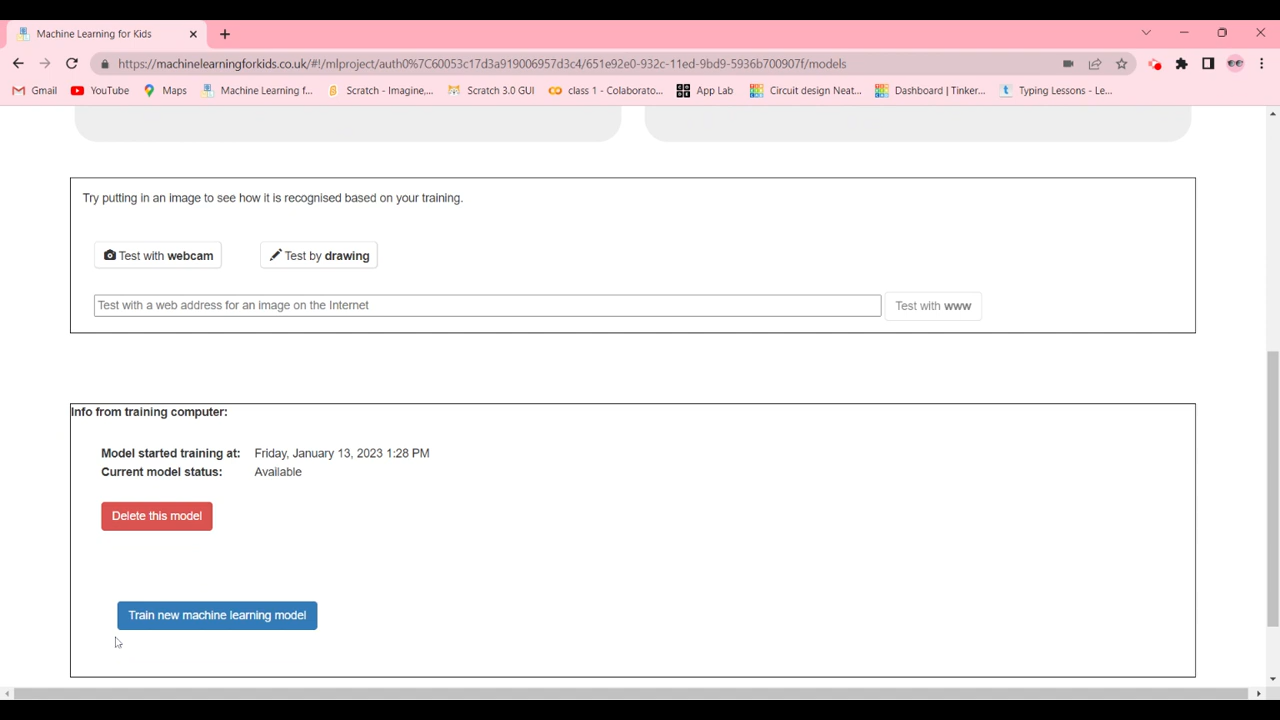 Machine Learning for Kids
https://machinelearningforkids.co.uk/#!/mlproject/auth0%7C60053c17d3a919006957d3c4/651e92e0-932c-11ed-9bd9-5936b700907f/models
Gmail YouTube Maps Machine Learning f... Scratch - Imagine,... Scratch 3.0 GUI class 1 - Colaborato... App Lab Circuit design Neat... Dashboard | Tinker... Typing Lessons - Le...
Try putting in an image to see how it is recognised based on your training.
Test with webcam Test by drawing
Test with a web address for an image on the Internet Test with www
Info from training computer:
Model started training at: Friday, January 13, 2023 1:28 PM
Current model status: Available
Delete this model
Train new machine learning model